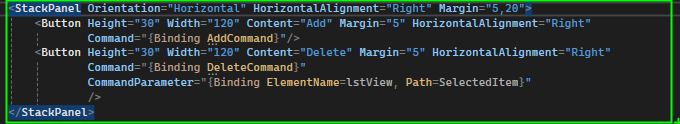 <StackPanel Orientation="Horizontal" HorizontalAlignment="Right" Margin="5,20">
<Button Height="30" Width="120" Content="Add" Margin="5" HorizontalAlignment="Right"
Command="{Binding AddCommand}"/>
<Button Height="30" Width="120" Content="Delete" Margin="5" HorizontalAlignment="Right"
Command="{Binding DeleteCommand}"
CommandParameter="{Binding ElementName=lstView, Path=SelectedItem}"
/>
</StackPanel>